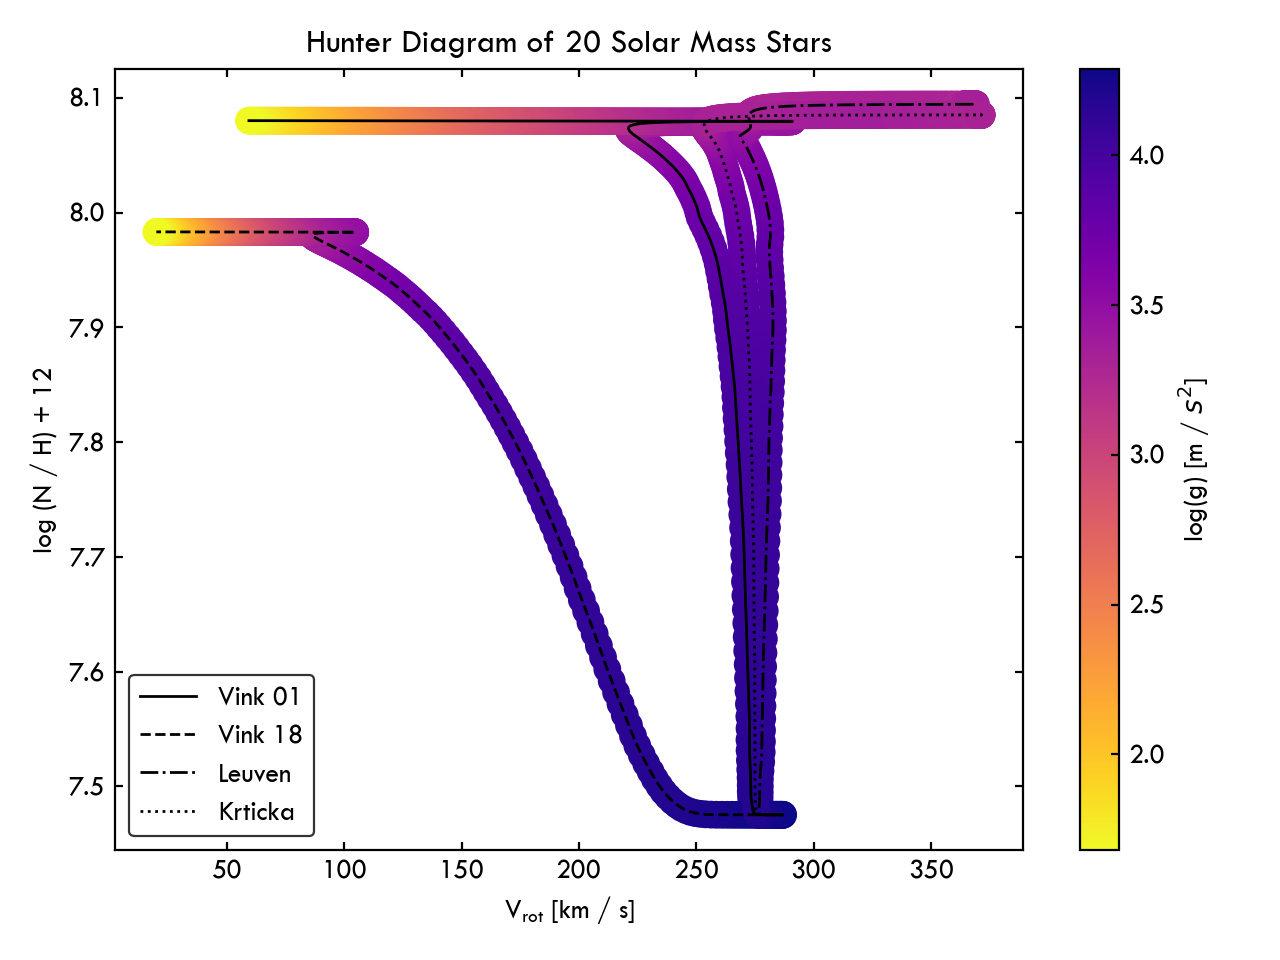 Hunter Diagram of 20 Solar Mass Stars
8.1
8.0
7.9
7.8
7.7
7.6
7.5
log (N / H) + 12
Vink 01
Vink 18
Leuven
Krticka
50 100 150 200 250 300 350
V_rot [km / s]
4.0
3.5
3.0
2.5
2.0
log(g) [m / s²]